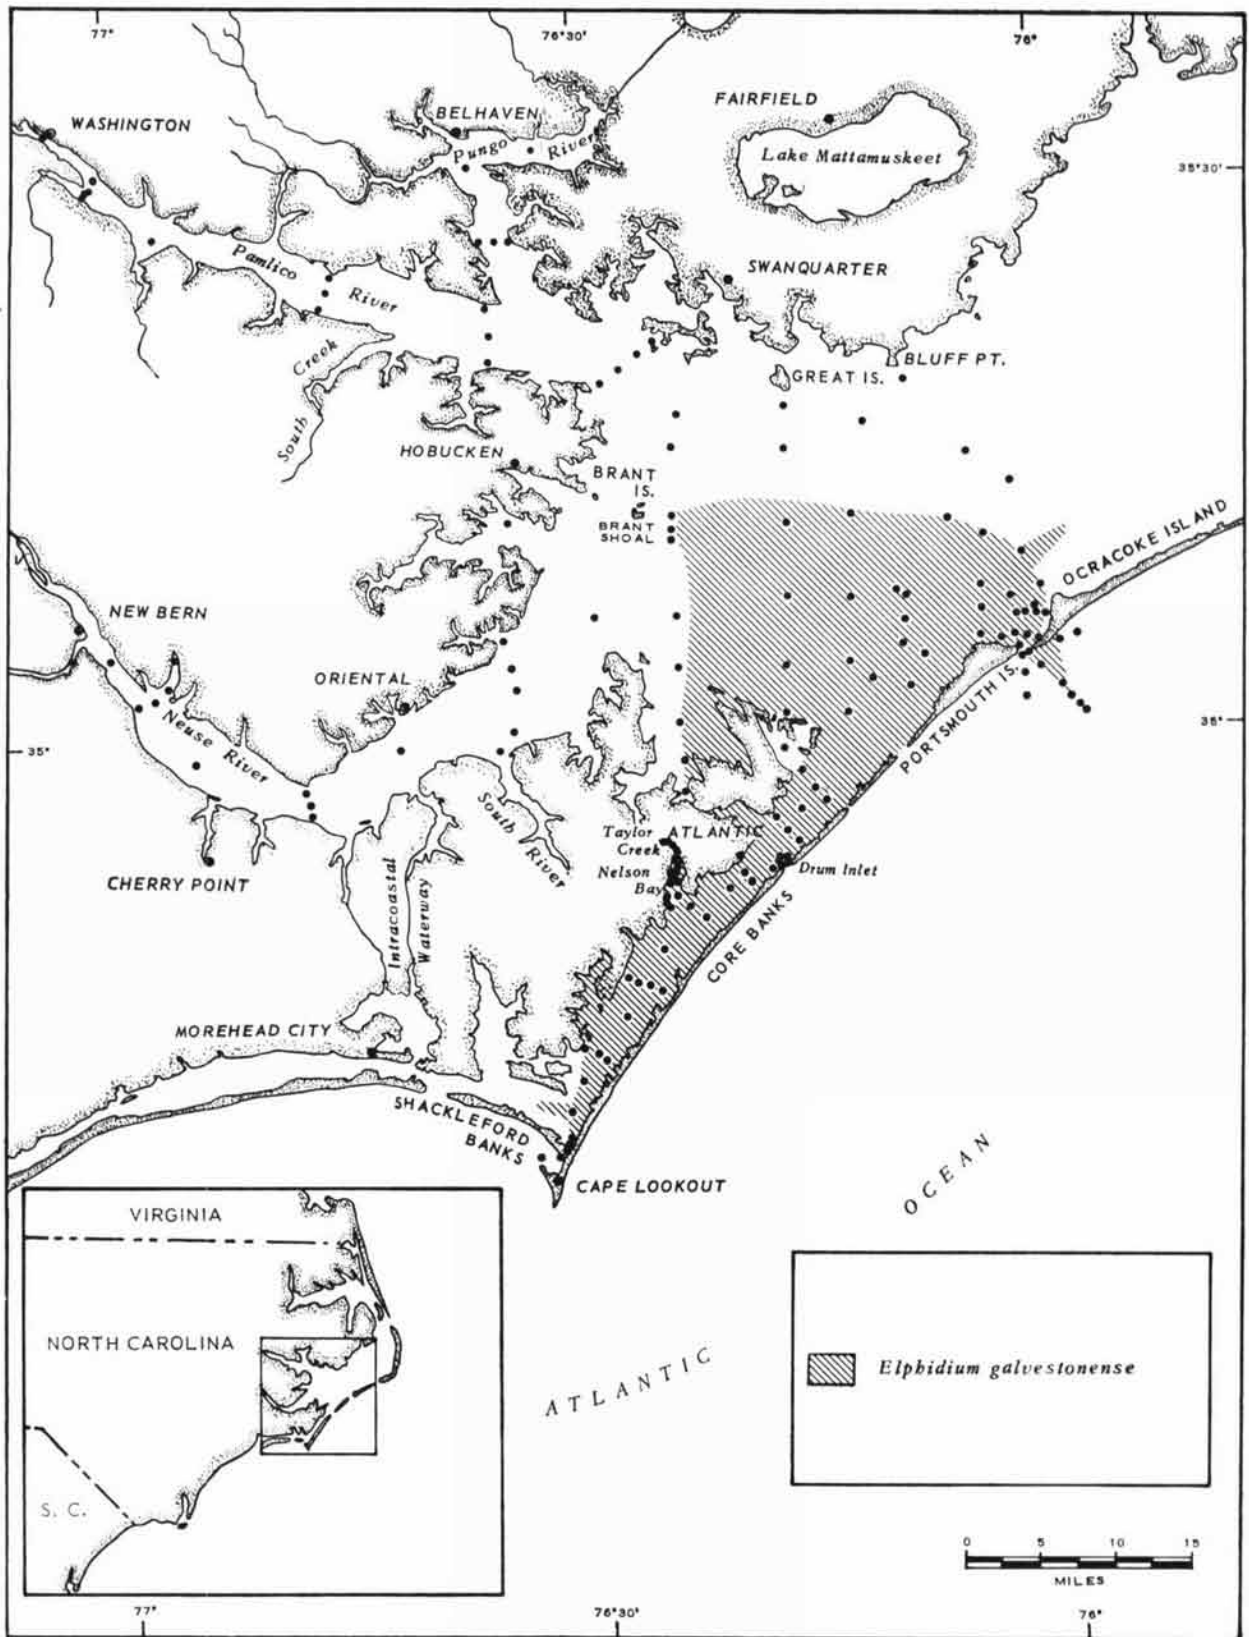 77°
76°30'
76°
WASHINGTON
BELHAVEN
Pungo River
FAIRFIELD
Lake Mattamuskeet
35°30'
Pamlico
River
SWANQUARTER
South
Creek
BLUFF PT.
GREAT IS.
HOBUCKEN
BRANT
IS.
BRANT
SHOAL
OCRACOKE ISLAND
NEW BERN
ORIENTAL
PORTSMOUTH IS.
Neuse River
35°
35°
South River
Taylor
Creek
ATLANTIC
Nelson
Bay
Drum Inlet
CHERRY POINT
Intracoastal
Waterway
CORE BANKS
MOREHEAD CITY
SHACKLEFORD
BANKS
CAPE LOOKOUT
ATLANTIC
OCEAN
VIRGINIA
NORTH CAROLINA
S. C.
Elphidium galvestonense
0 5 10 15
MILES
77°
76°30'
76°